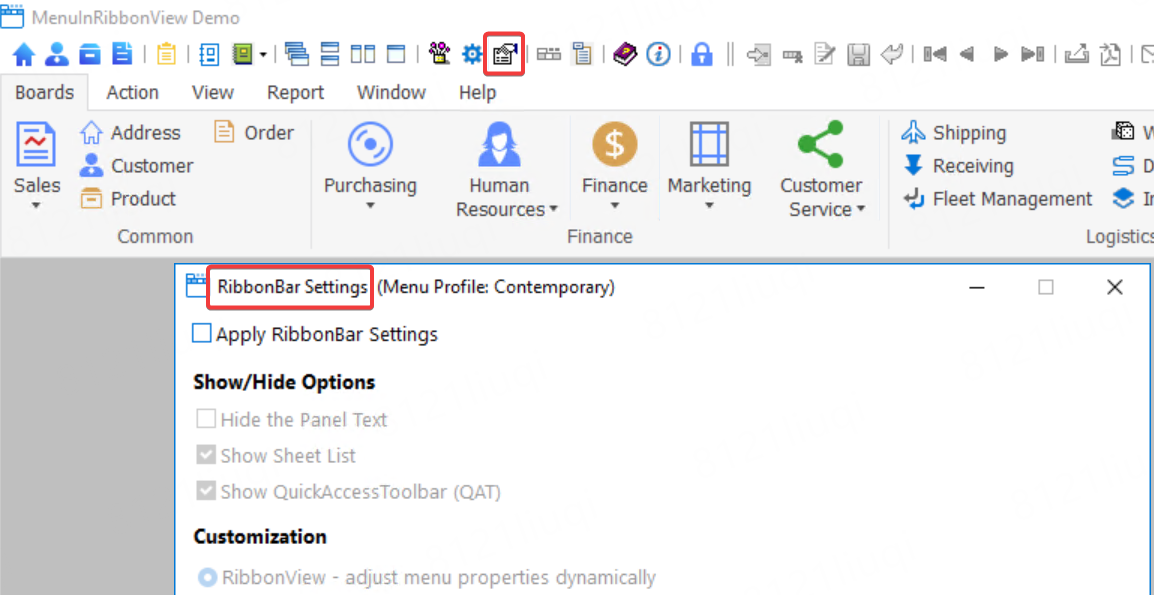 MenuInRibbonView Demo
Boards Action View Report Window Help
Address Order
Customer
Product
Sales
Common
Purchasing
Human Resources
Finance
Marketing
Customer Service
Finance
Shipping
Receiving
Fleet Management
Logistics
RibbonBar Settings (Menu Profile: Contemporary)
Apply RibbonBar Settings
Show/Hide Options
Hide the Panel Text
Show Sheet List
Show QuickAccessToolbar (QAT)
Customization
RibbonView - adjust menu properties dynamically